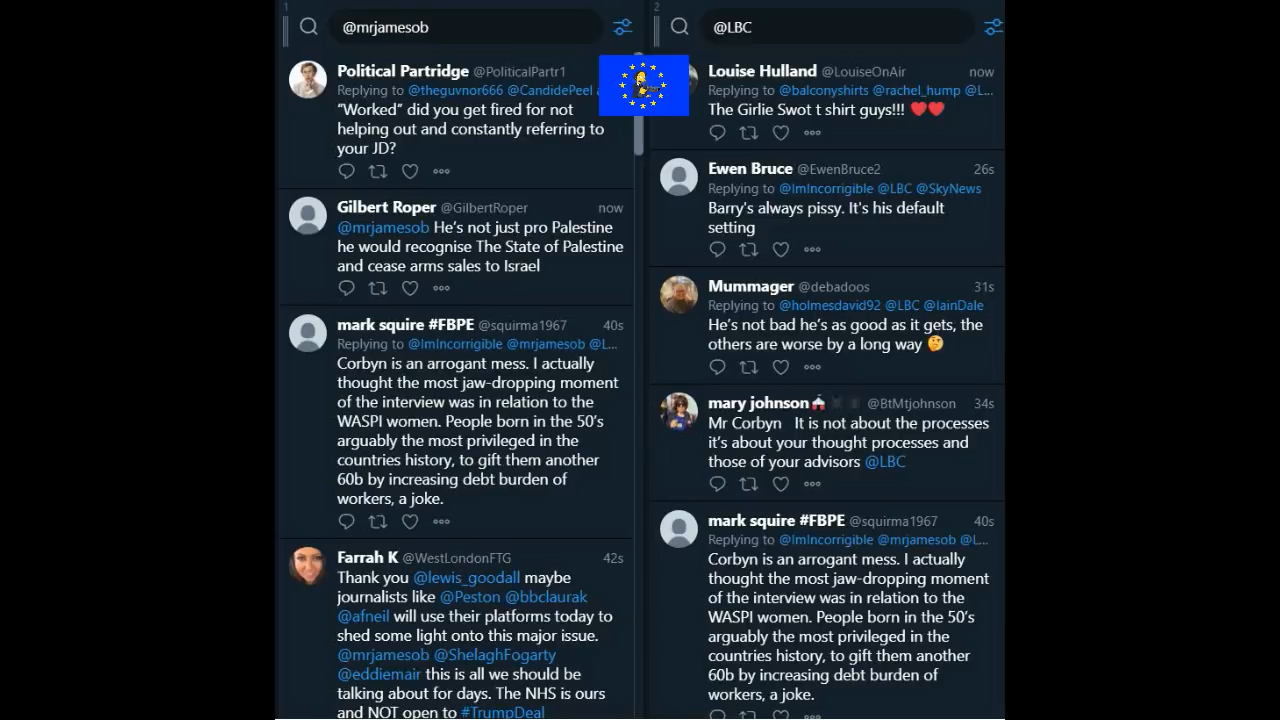 1
@mrjamesob
Political Partridge @PoliticalPartr1
Replying to @theguvnor666 @CandidePeel
“Worked” did you get fired for not
helping out and constantly referring to
your JD?
Gilbert Roper @GilbertRoper now
@mrjamesob He’s not just pro Palestine
he would recognise The State of Palestine
and cease arms sales to Israel
mark squire #FBPE @squirma1967 40s
Replying to @ImIncorrigible @mrjamesob @L...
Corbyn is an arrogant mess. I actually
thought the most jaw-dropping moment
of the interview was in relation to the
WASPI women. People born in the 50’s
arguably the most privileged in the
countries history, to gift them another
60b by increasing debt burden of
workers, a joke.
Farrah K @WestLondonFTG 42s
Thank you @lewis_goodall maybe
journalists like @Peston @bbclaurak
@afneil will use their platforms today to
shed some light onto this major issue.
@mrjamesob @ShelaghFogarty
@eddiemair this is all we should be
talking about for days. The NHS is ours
and NOT open to #TrumpDeal
2
@LBC
Louise Hulland @LouiseOnAir now
Replying to @balconyshirts @rachel_hump @L...
The Girlie Swot t shirt guys!!! ❤️❤️
Ewen Bruce @EwenBruce2 26s
Replying to @ImIncorrigible @LBC @SkyNews
Barry's always pissy. It's his default
setting
Mummager @debadoos 31s
Replying to @holmesdavid92 @LBC @IainDale
He’s not bad he’s as good as it gets, the
others are worse by a long way 🤔
mary johnson @BtMtjohnson 34s
Mr Corbyn It is not about the processes
it’s about your thought processes and
those of your advisors @LBC
mark squire #FBPE @squirma1967 40s
Replying to @ImIncorrigible @mrjamesob @L...
Corbyn is an arrogant mess. I actually
thought the most jaw-dropping moment
of the interview was in relation to the
WASPI women. People born in the 50’s
arguably the most privileged in the
countries history, to gift them another
60b by increasing debt burden of
workers, a joke.